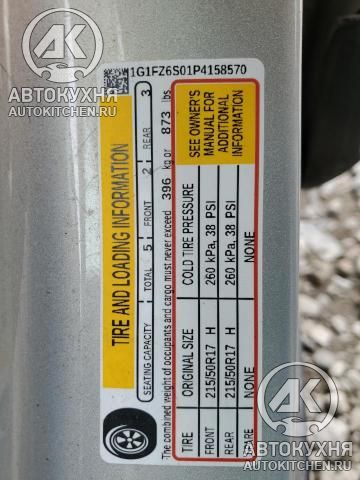 1G1FZ6S01P4158570
TIRE AND LOADING INFORMATION
SEATING CAPACITY TOTAL 5 FRONT 2 REAR 3
The combined weight of occupants and cargo must never exceed 396 kg or 873 lbs
TIRE ORIGINAL SIZE COLD TIRE PRESSURE
FRONT 215/50R17 H 260 kPa, 38 PSI
REAR 215/50R17 H 260 kPa, 38 PSI
SPARE NONE NONE
SEE OWNER'S
MANUAL FOR
ADDITIONAL
INFORMATION
АК
АВТОКУХНЯ
AUTOKITCHEN.RU
АК
АВТОКУХНЯ
AUTOKITCHEN.RU